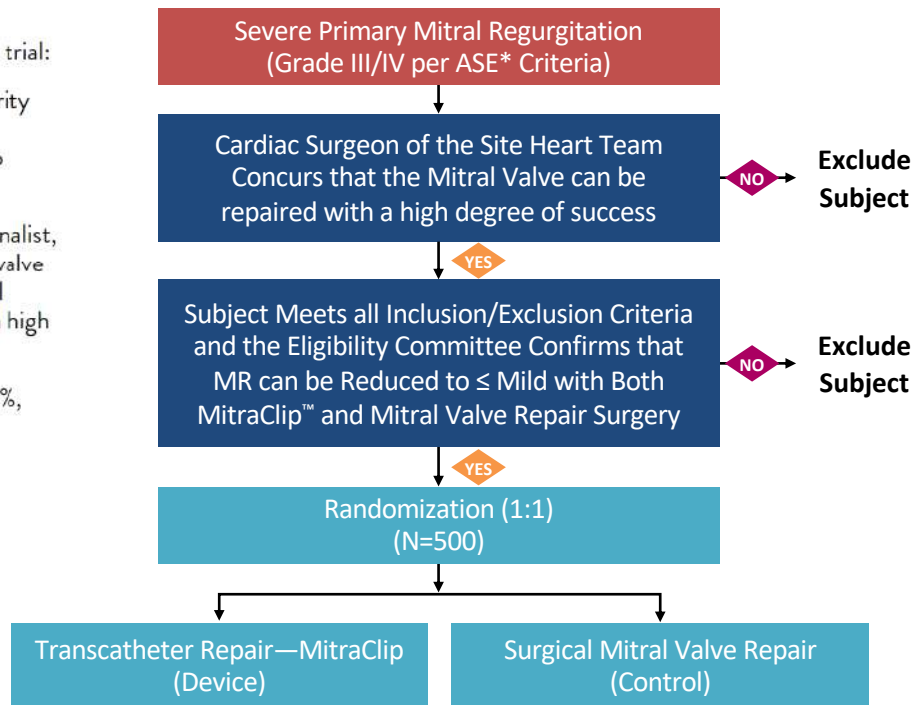 trial:
high
%,
Severe Primary Mitral Regurgitation
(Grade III/IV per ASE* Criteria)
Cardiac Surgeon of the Site Heart Team
Concurs that the Mitral Valve can be
repaired with a high degree of success
NO
Exclude
Subject
YES
Subject Meets all Inclusion/Exclusion Criteria
and the Eligibility Committee Confirms that
MR can be Reduced to ≤ Mild with Both
MitraClip™ and Mitral Valve Repair Surgery
NO
Exclude
Subject
YES
Randomization (1:1)
(N=500)
Transcatheter Repair—MitraClip
(Device)
Surgical Mitral Valve Repair
(Control)